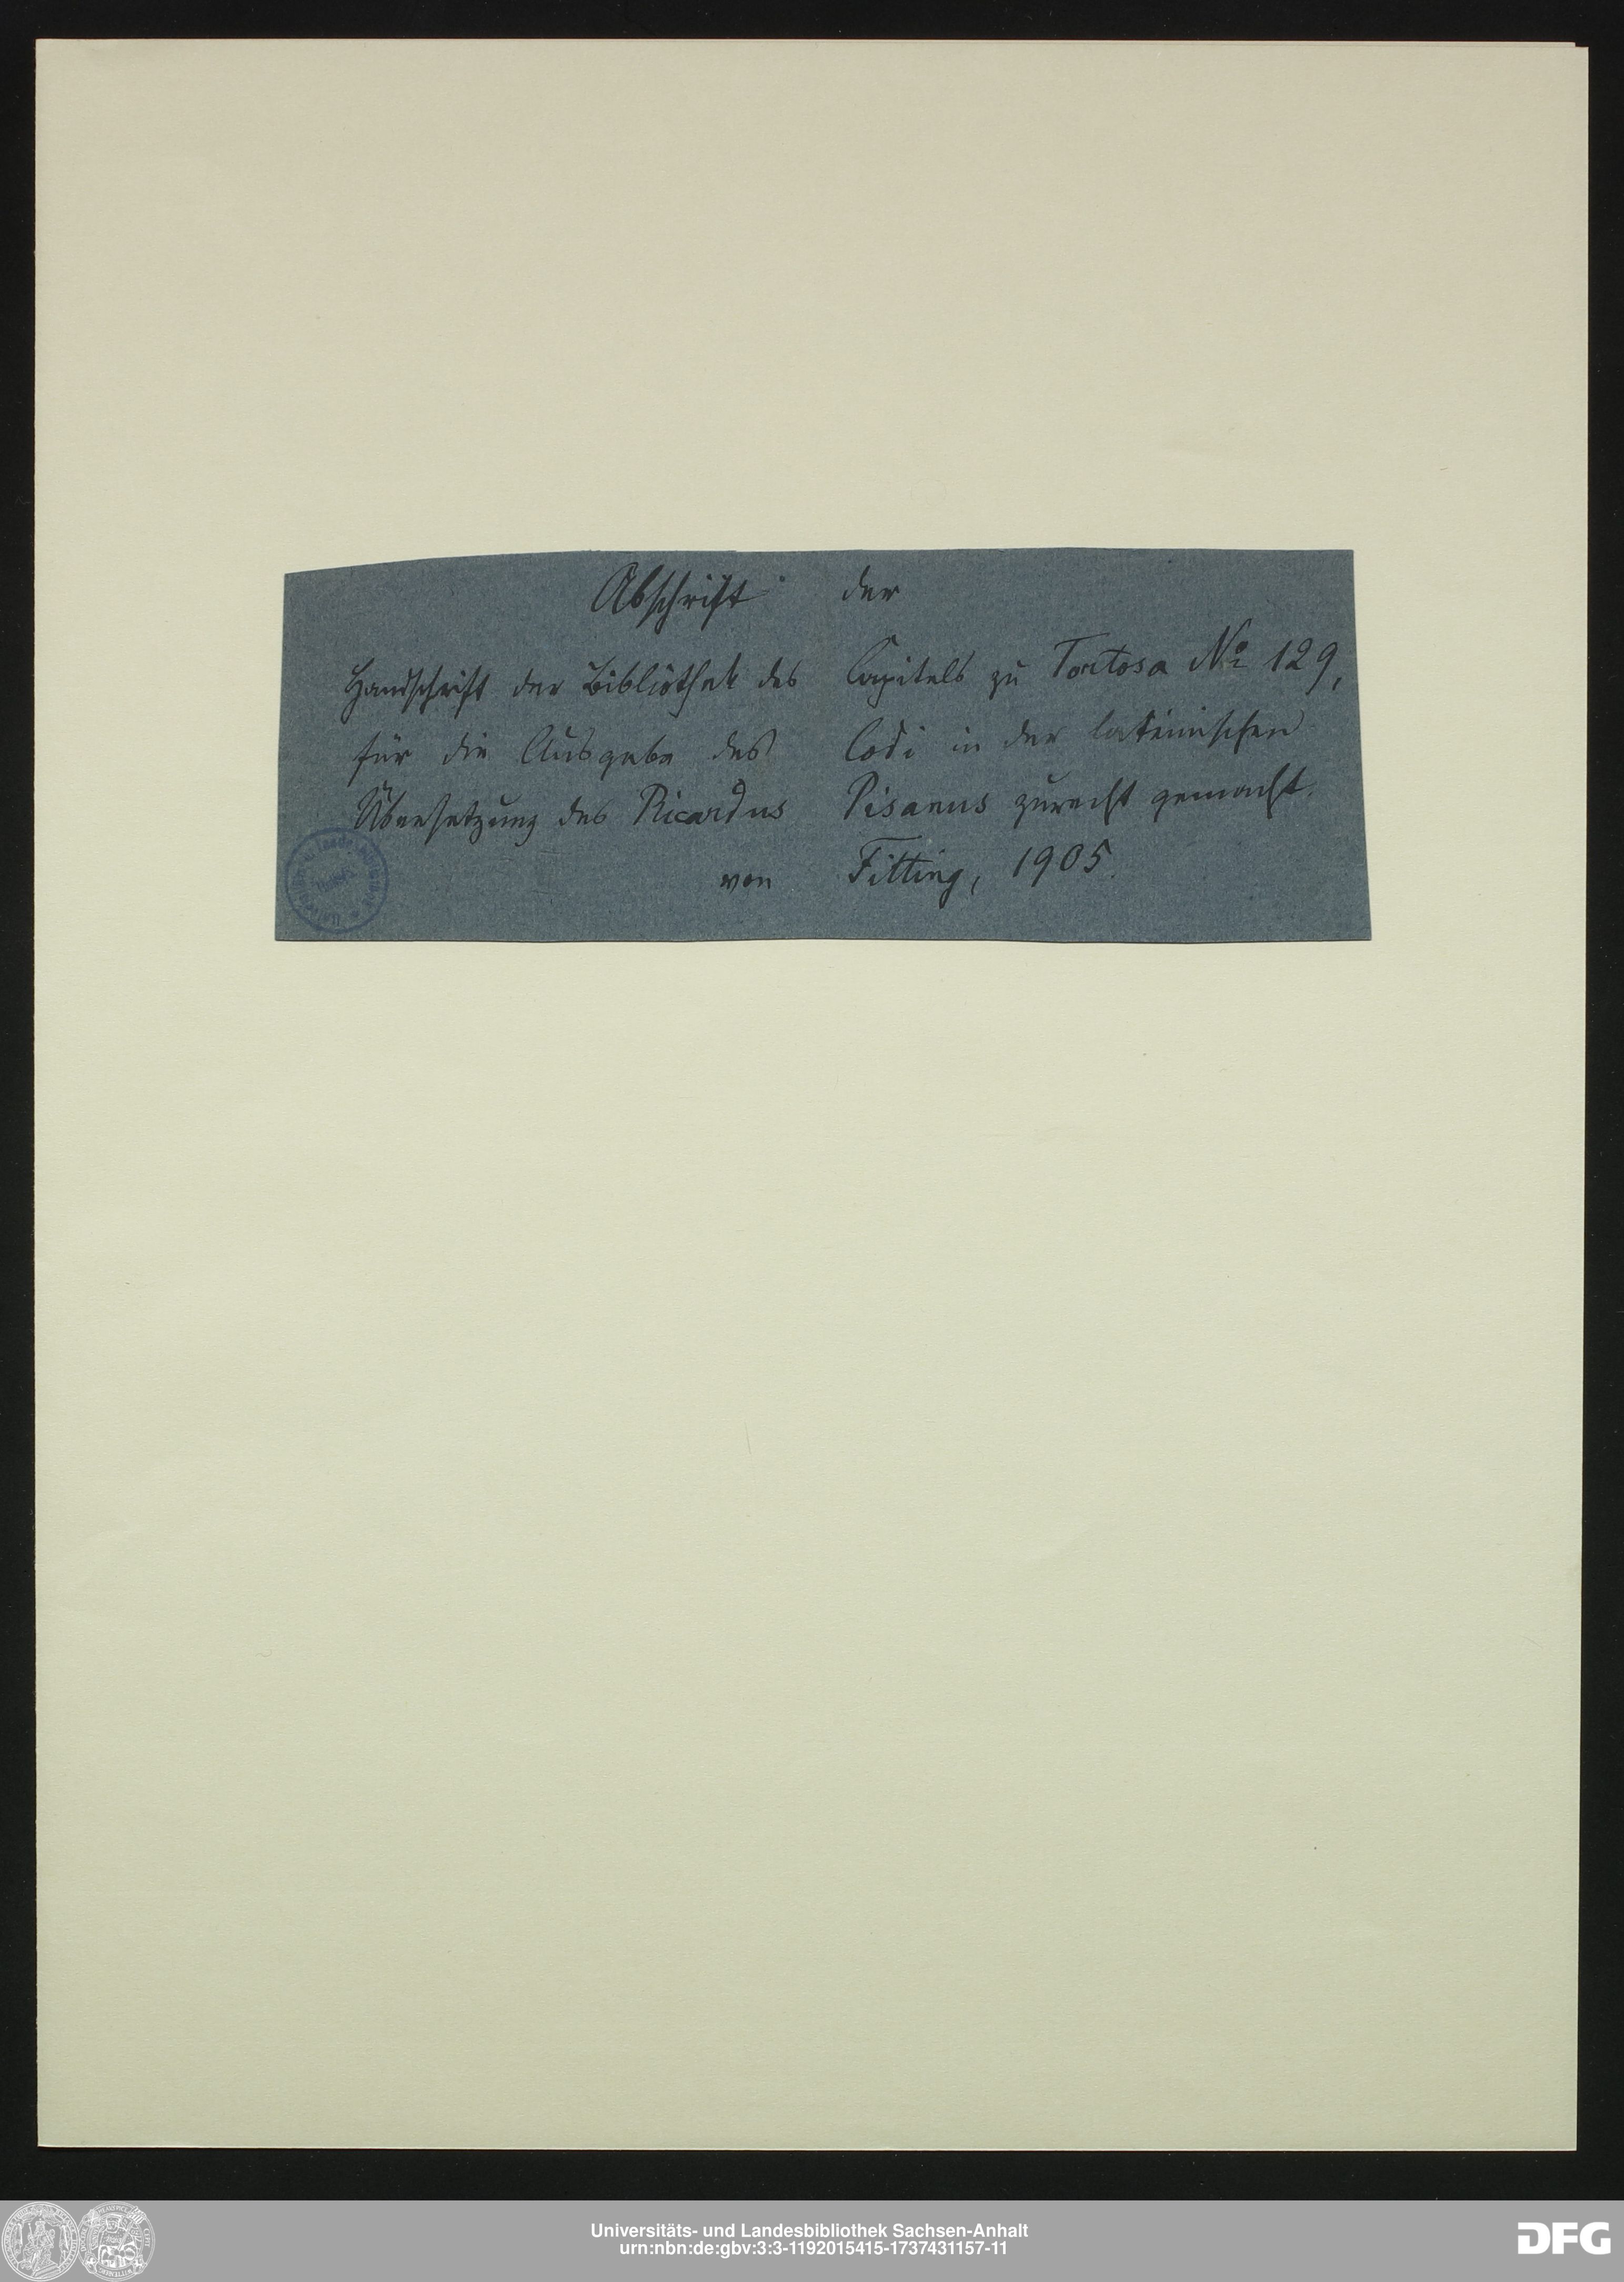 Abschrift der
Handschrift der Bibliothek des Capitels zu Tortosa No 129,
für die Ausgabe des Codi in der lateinischen
Übersetzung des Ricardus Pisanus zurecht gemacht.
von Fitting, 1905.
Universitäts- und Landesbibliothek Sachsen-Anhalt
urn:nbn:de:gbv:3:3-1192015415-1737431157-11
DFG